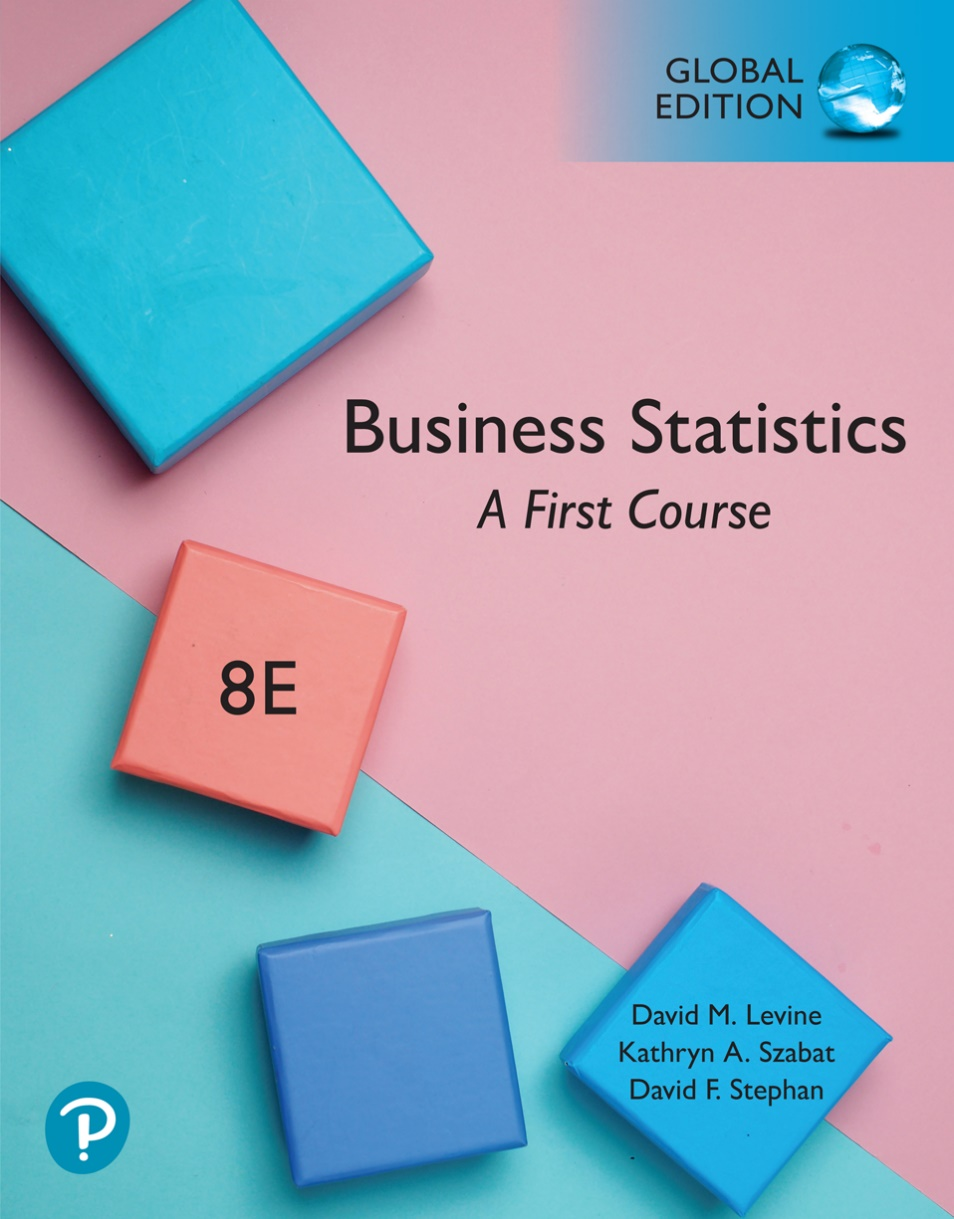 GLOBAL
EDITION
Business Statistics
A First Course
8E
David M. Levine
Kathryn A. Szabat
David F. Stephan
P